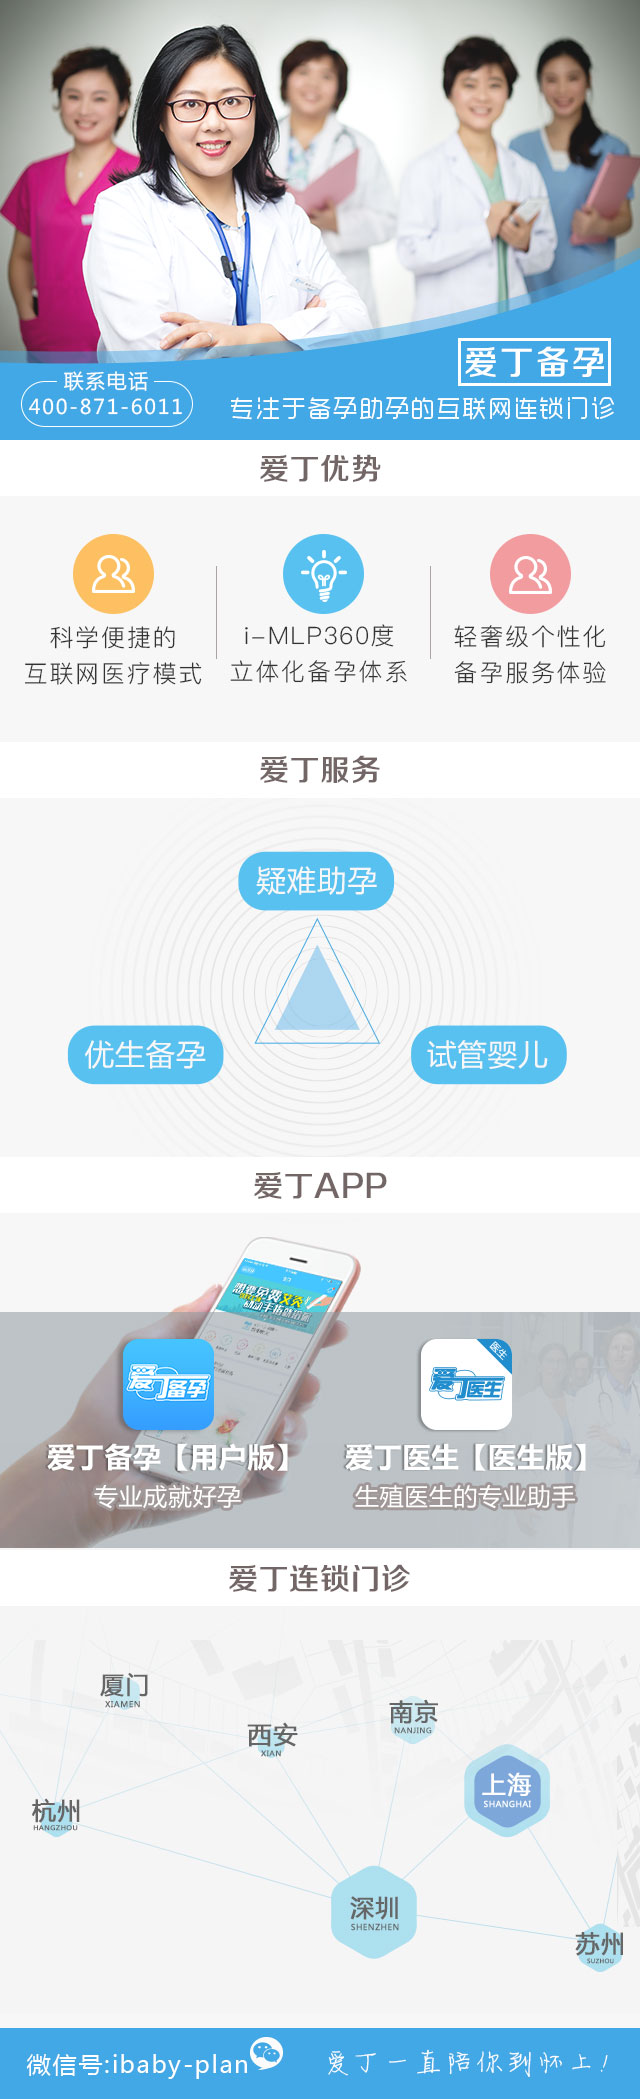 爱丁备孕
联系电话
400-871-6011
专注于备孕助孕的互联网连锁门诊
爱丁优势
科学便捷的
互联网医疗模式
i-MLP360度
立体化备孕体系
轻奢级个性化
备孕服务体验
爱丁服务
疑难助孕
优生备孕
试管婴儿
爱丁APP
想要免费艾灸
爱丁备孕
医生
爱丁医生
爱丁备孕【用户版】
专业成就好孕
爱丁医生【医生版】
生殖医生的专业助手
爱丁连锁门诊
厦门
XIAMEN
南京
NANJING
西安
XIAN
上海
SHANGHAI
杭州
HANGZHOU
深圳
SHENZHEN
苏州
SUZHOU
微信号:ibaby-plan
爱丁一直陪你到怀上!